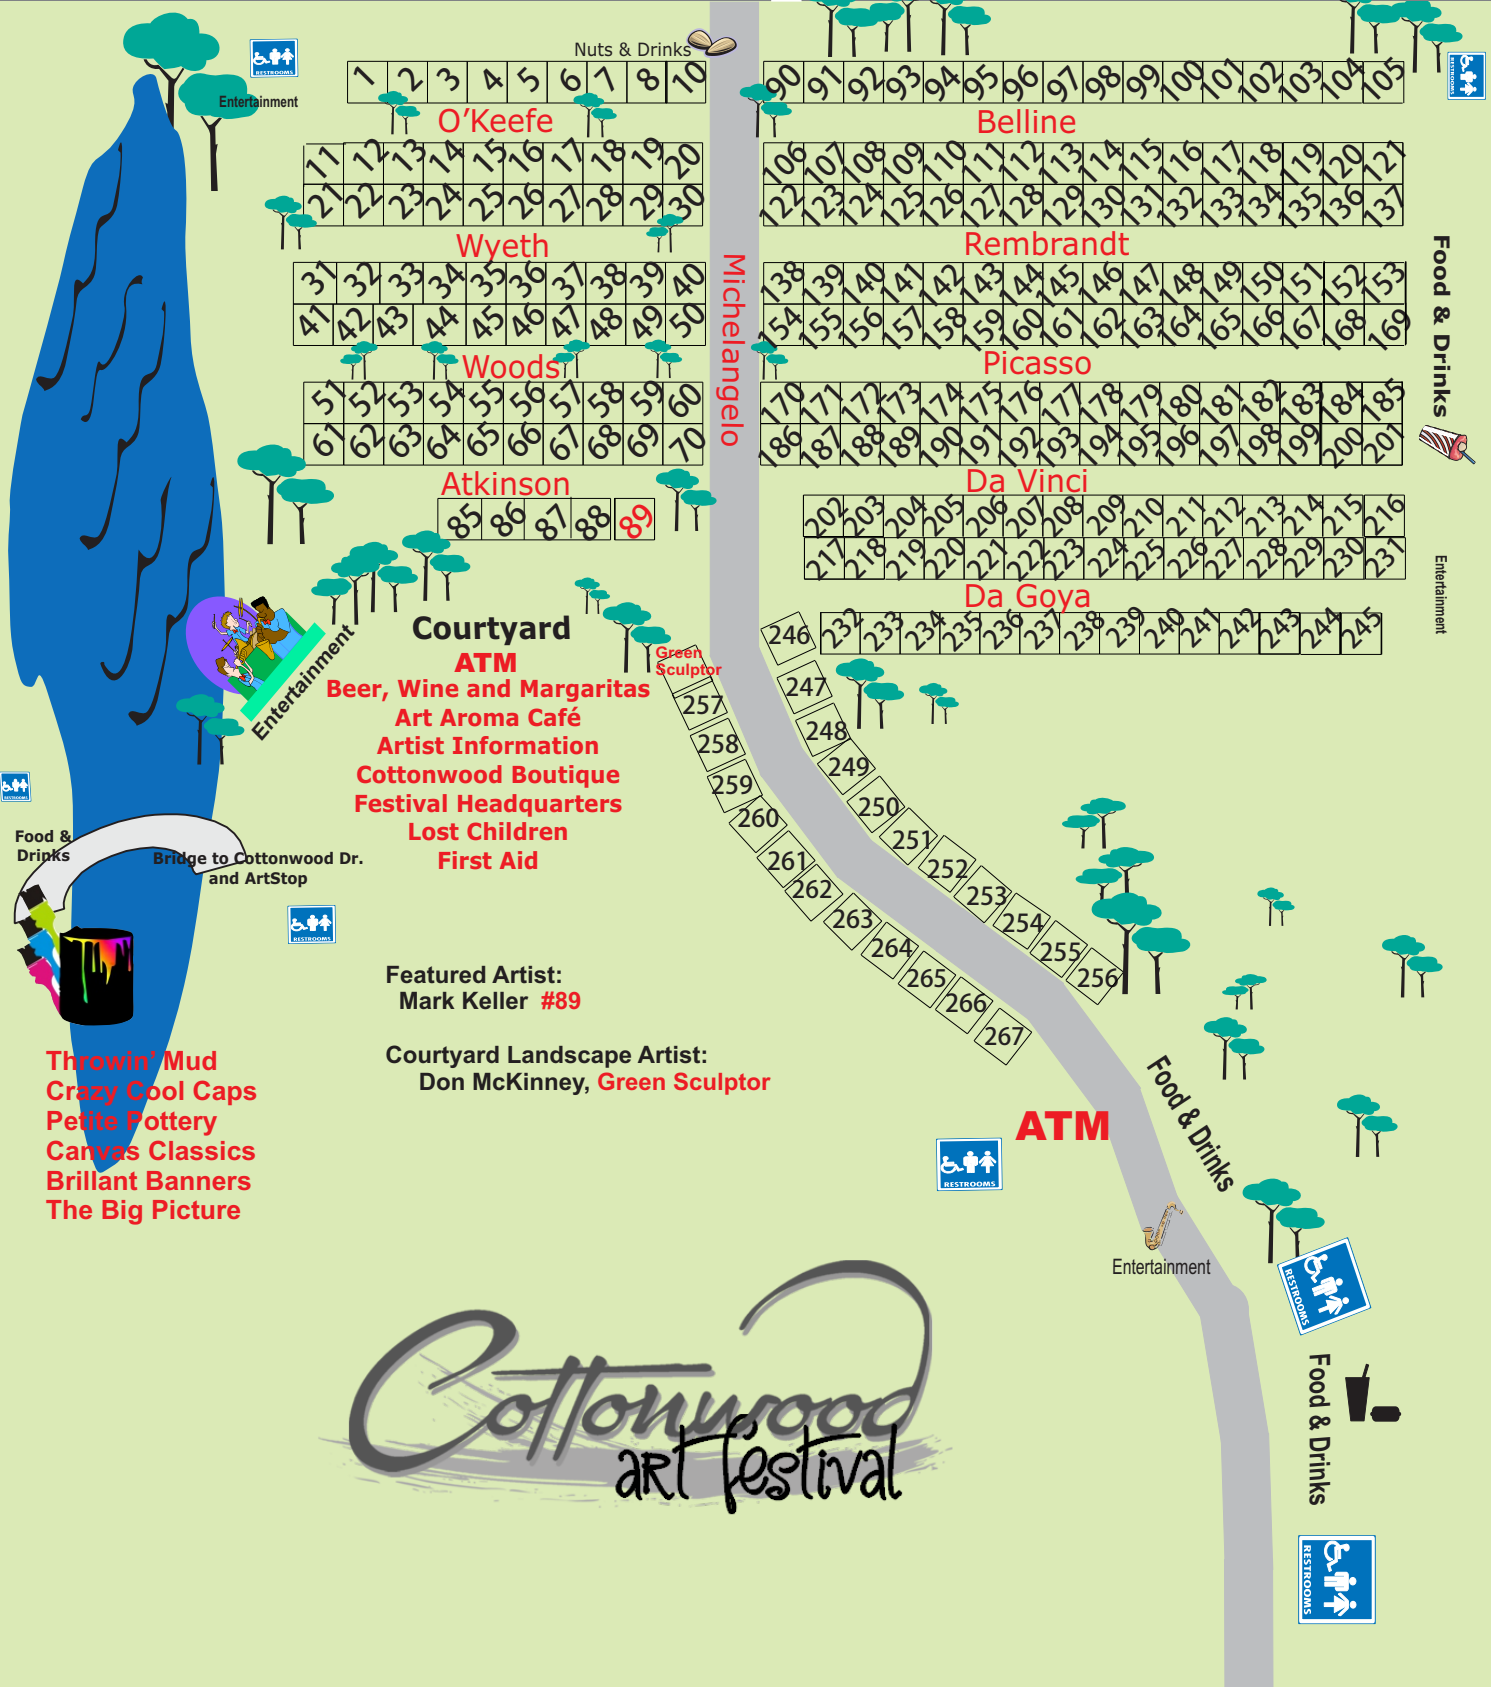 RESTROOMS
Entertainment
Nuts & Drinks
1 2 3 4 5 6 7 8 10
O'Keefe
11 12 13 14 15 16 17 18 19 20
21 22 23 24 25 26 27 28 29 30
Wyeth
31 32 33 34 35 36 37 38 39 40
41 42 43 44 45 46 47 48 49 50
Woods
51 52 53 54 55 56 57 58 59 60
61 62 63 64 65 66 67 68 69 70
Atkinson
85 86 87 88 89
Michelangelo
90 91 92 93 94 95 96 97 98 99 100 101 102 103 104 105
RESTROOMS
Belline
106 107 108 109 110 111 112 113 114 115 116 117 118 119 120 121
122 123 124 125 126 127 128 129 130 131 132 133 134 135 136 137
Rembrandt
138 139 140 141 142 143 144 145 146 147 148 149 150 151 152 153
154 155 156 157 158 159 160 161 162 163 164 165 166 167 168 169
Picasso
170 171 172 173 174 175 176 177 178 179 180 181 182 183 184 185
186 187 188 189 190 191 192 193 194 195 196 197 198 199 200 201
Da Vinci
202 203 204 205 206 207 208 209 210 211 212 213 214 215 216
217 218 219 220 221 222 223 224 225 226 227 228 229 230 231
Da Goya
232 233 234 235 236 237 238 239 240 241 242 243 244 245
Food & Drinks
Entertainment
Entertainment
Courtyard
ATM
Beer, Wine and Margaritas
Art Aroma Café
Artist Information
Cottonwood Boutique
Festival Headquarters
Lost Children
First Aid
Green
Sculptor
257
258
259
260
261
262
263
264
265
266
267
246
247
248
249
250
251
252
253
254
255
256
RESTROOMS
Food &
Drinks
Bridge to Cottonwood Dr.
and ArtStop
RESTROOMS
Featured Artist:
Mark Keller #89
Courtyard Landscape Artist:
Don McKinney, Green Sculptor
Throwin' Mud
Crazy Cool Caps
Petite Pottery
Canvas Classics
Brillant Banners
The Big Picture
ATM
RESTROOMS
Food & Drinks
Entertainment
RESTROOMS
Food & Drinks
RESTROOMS
Cottonwood
art festival